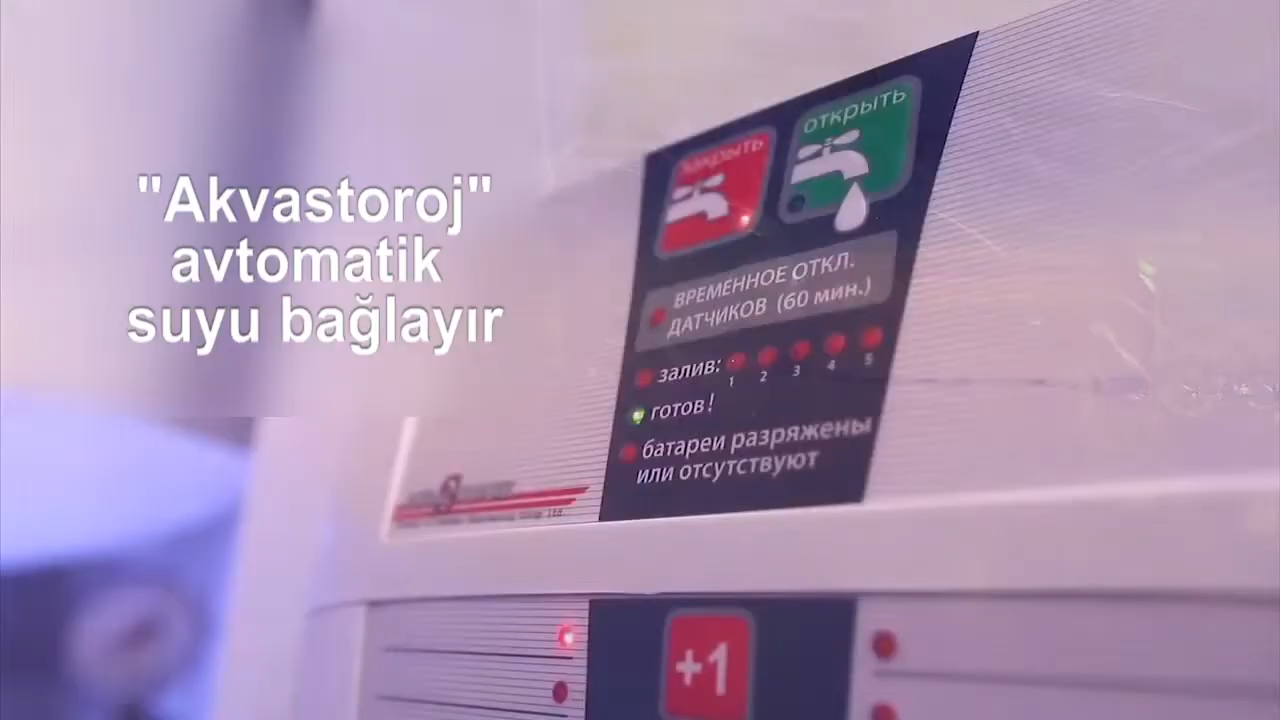 "Akvastoroj"
avtomatik
suyu bağlayır
закрыть
открыть
ВРЕМЕННОЕ ОТКЛ.
ДАТЧИКОВ (60 мин.)
залив:
1 2 3 4 5
готов!
батареи разряжены
или отсутствуют
+1